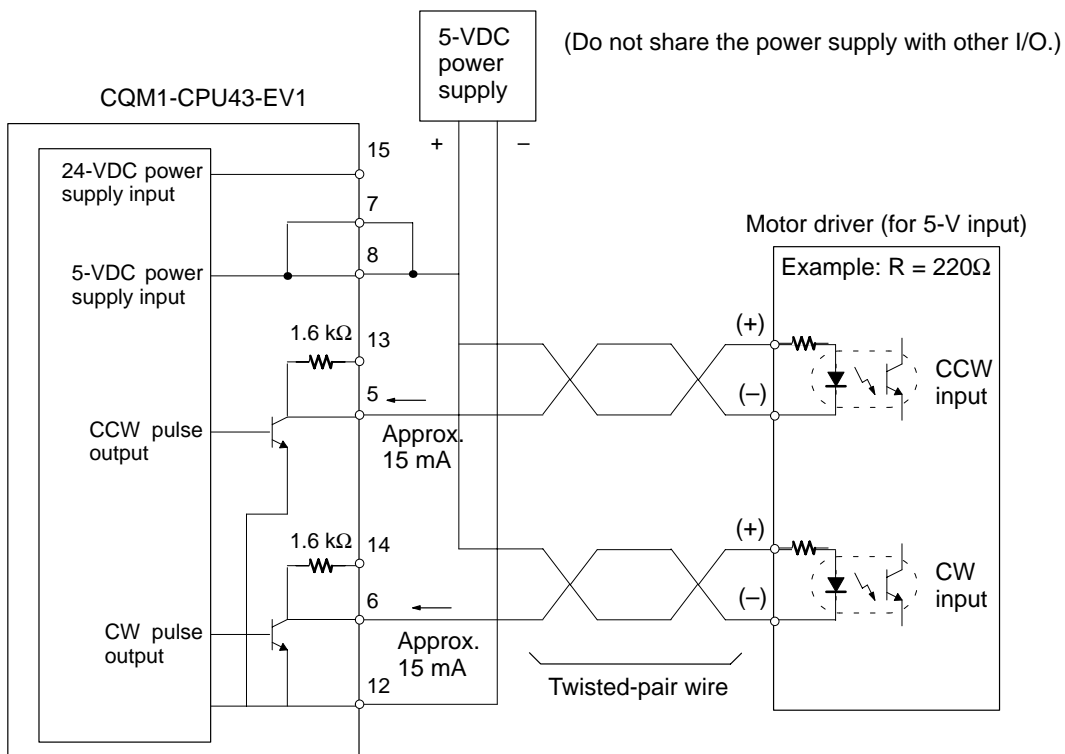 5-VDC
power
supply
(Do not share the power supply with other I/O.)
CQM1-CPU43-EV1
+
–
15
24-VDC power
supply input
7
Motor driver (for 5-V input)
8
5-VDC power
supply input
Example: R = 220Ω
1.6 kΩ
13
(+)
CCW
input
5
(–)
CCW pulse
output
Approx.
15 mA
1.6 kΩ
14
(+)
CW
input
6
(–)
CW pulse
output
Approx.
15 mA
12
Twisted-pair wire